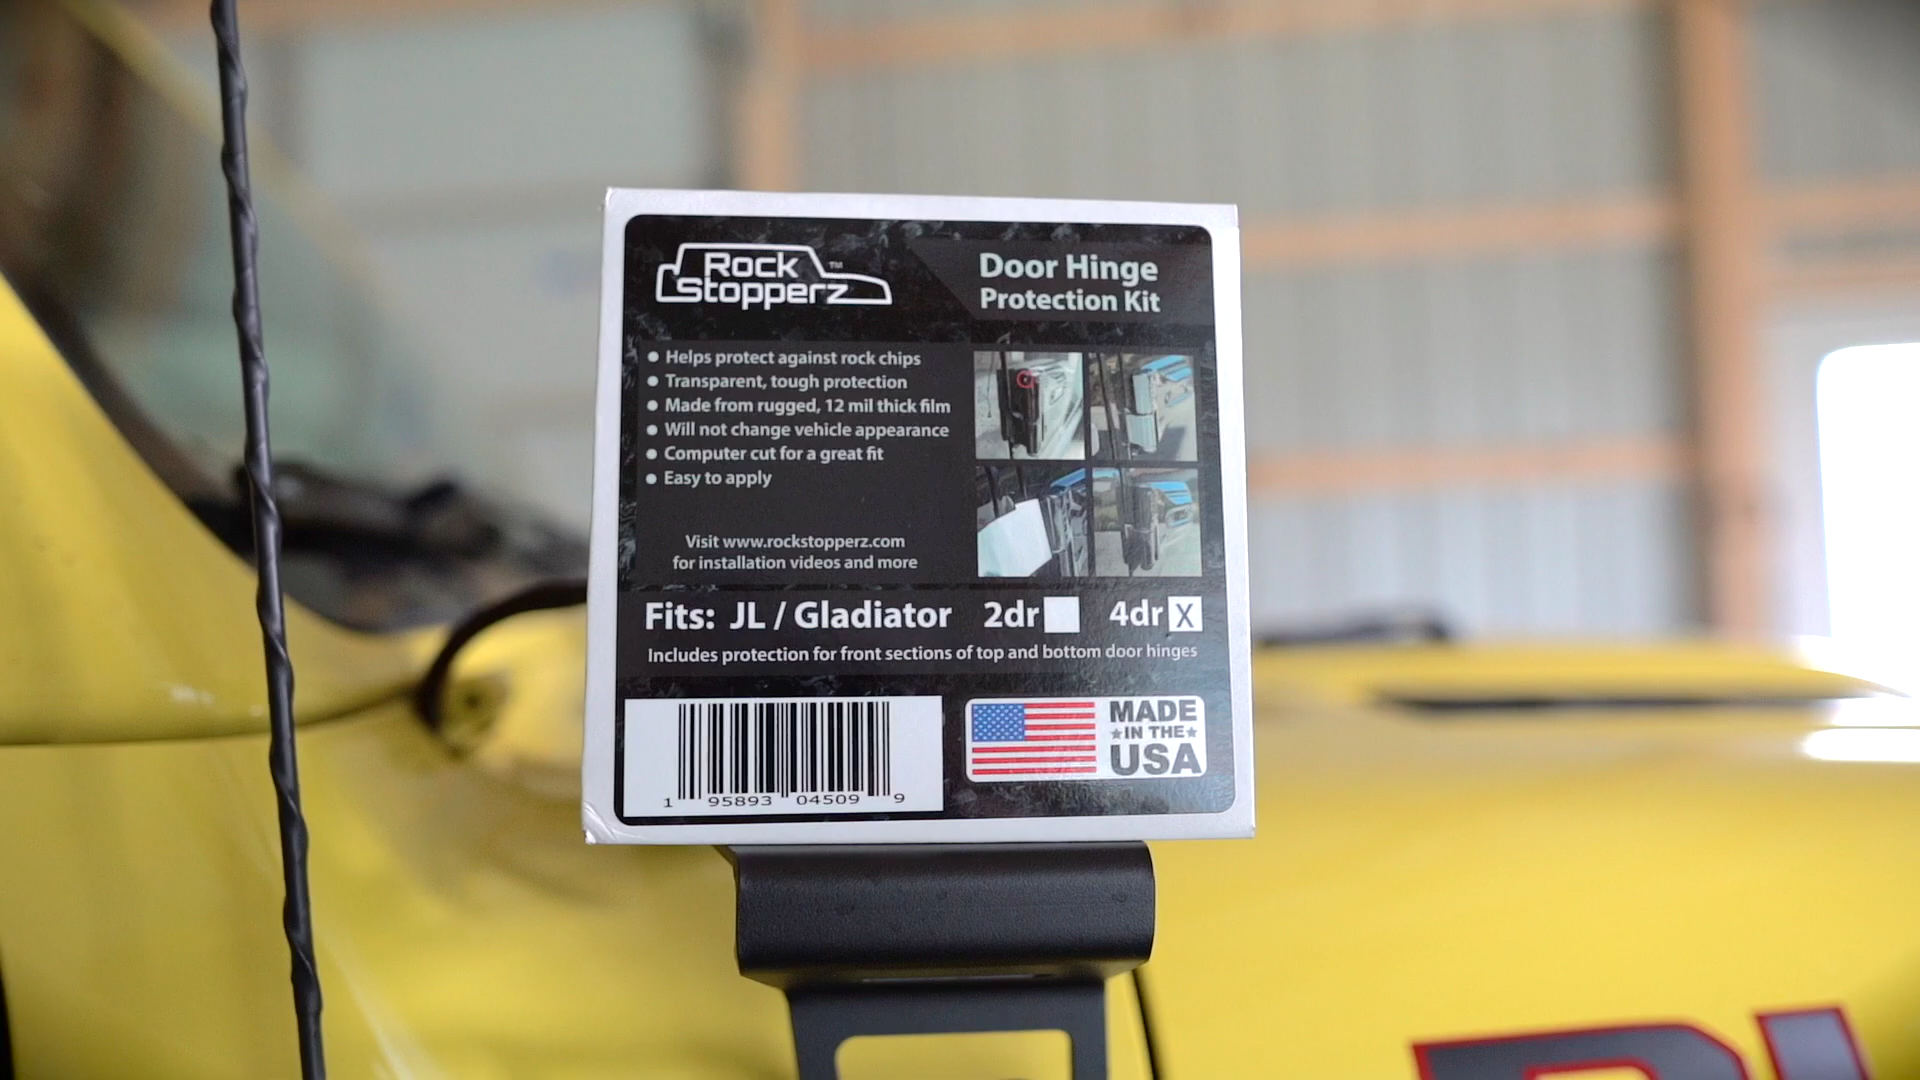 Rock
Stopperz™
Door Hinge
Protection Kit
● Helps protect against rock chips
● Transparent, tough protection
● Made from rugged, 12 mil thick film
● Will not change vehicle appearance
● Computer cut for a great fit
● Easy to apply
Visit www.rockstopperz.com
for installation videos and more
Fits: JL / Gladiator 2dr 4dr X
Includes protection for front sections of top and bottom door hinges
1 95893 04509 9
MADE
★IN THE★
USA